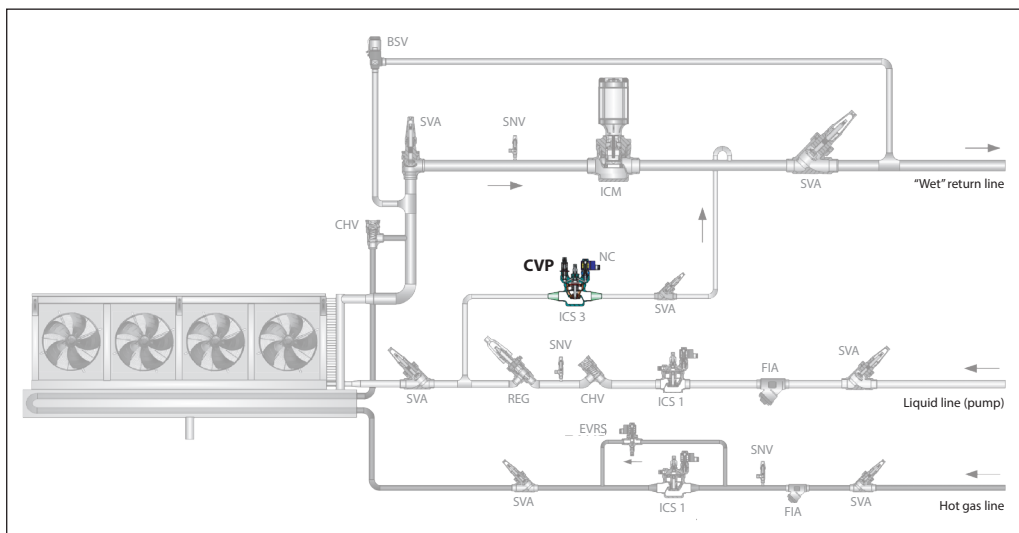 BSV
SVA
SNV
ICM
SVA
"Wet" return line
CHV
CVP
NC
ICS 3
SVA
SVA
REG
SNV
CHV
ICS 1
FIA
SVA
Liquid line (pump)
EVRS
SNV
SVA
ICS 1
FIA
SVA
Hot gas line